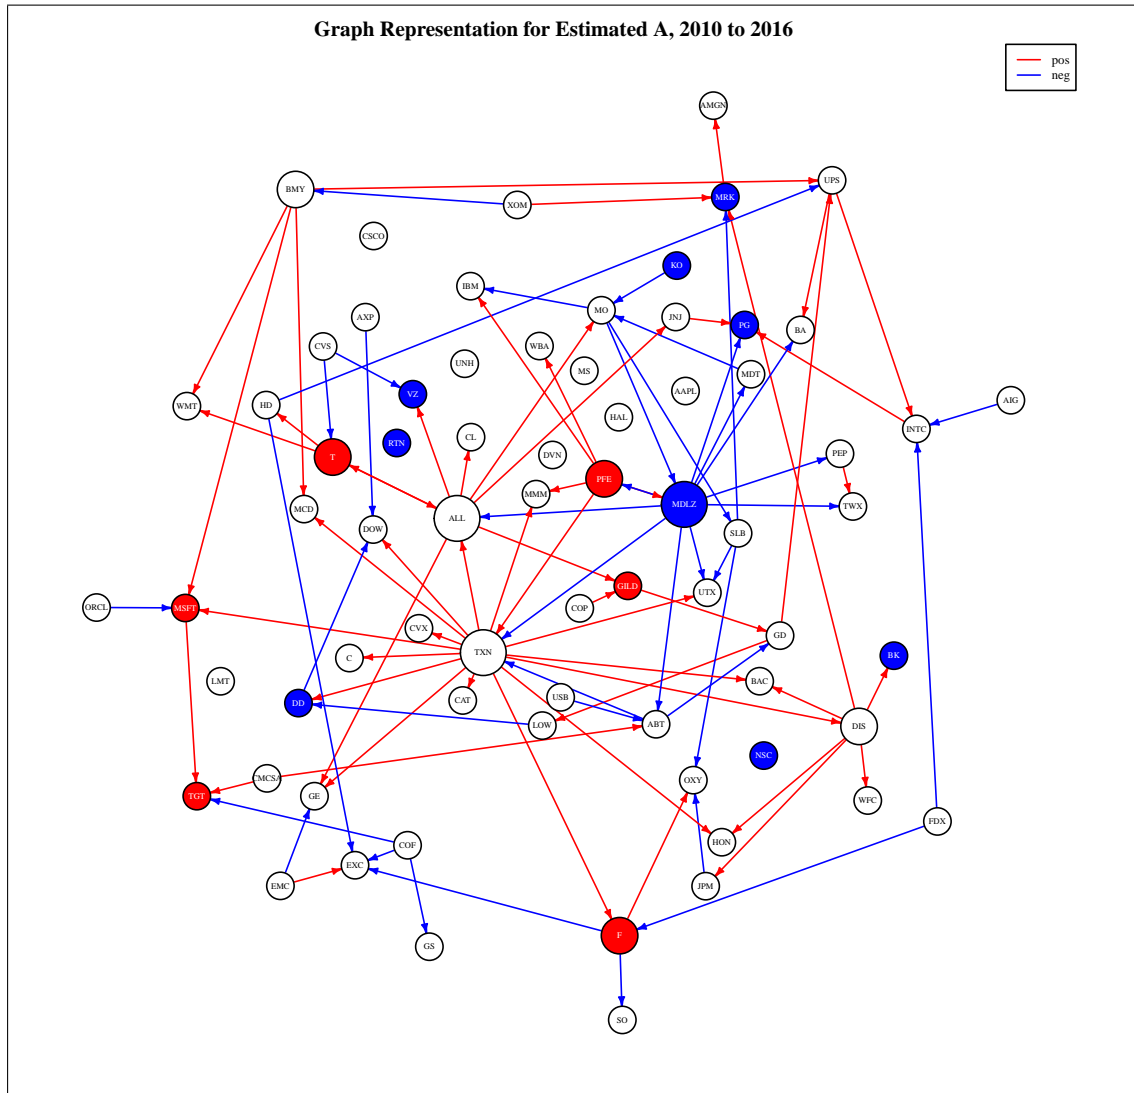 Graph Representation for Estimated A, 2010 to 2016
pos
neg
AMGN
BMY
UPS
MRK
XOM
CSCO
KO
IBM
MO
AXP
JNJ
PG
BA
CVS
WBA
UNH
MS
MDT
AAPL
VZ
HD
WMT
AIG
HAL
INTC
CL
RTN
T
DVN
PEP
PFE
MMM
MDLZ
TWX
MCD
ALL
DOW
SLB
GILD
UTX
ORCL
MSFT
COP
CVX
GD
TXN
C
BK
LMT
BAC
USB
CAT
DD
LOW
ABT
DIS
NSC
CMCSA
OXY
TGT
GE
WFC
FDX
HON
COF
EXC
EMC
JPM
F
GS
SO